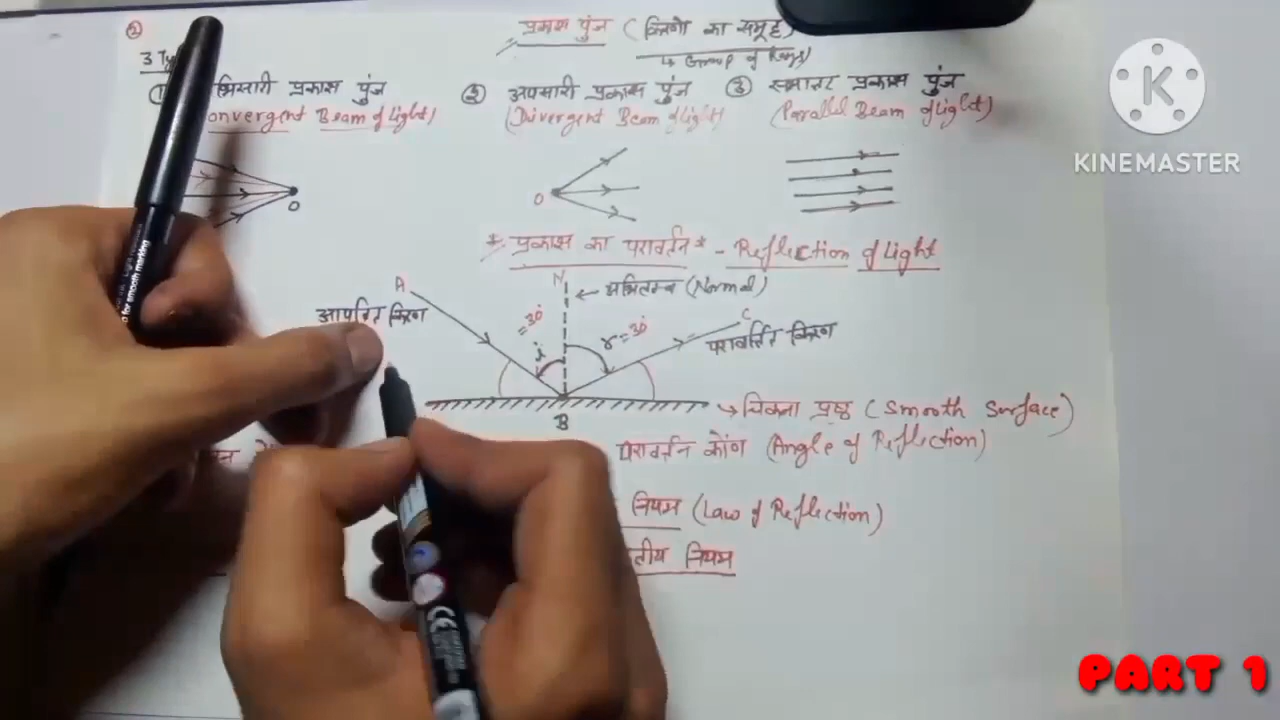 ②
प्रकाश पुंज (किरणो का समूह)
↳ Group of Rays
3
① प्रकाश पुंज
② अपसारी प्रकाश पुंज
③ समान्तर प्रकाश पुंज
onvergent Beam of Light)
(Divergent Beam of Light)
(Parallel Beam of Light)
O
O
* प्रकाश का परावर्तन * - Reflection of Light
A
N
← अभिलम्ब (Normal)
आपतित किरण
i = 30
r = 30
C
परावर्तित किरण
B
→ चिकना प्रष्ठ (Smooth Surface)
परावर्तन कोंण (Angle of Reflection)
नियम (Law of Reflection)
तीय नियम
KINEMASTER
PART 1